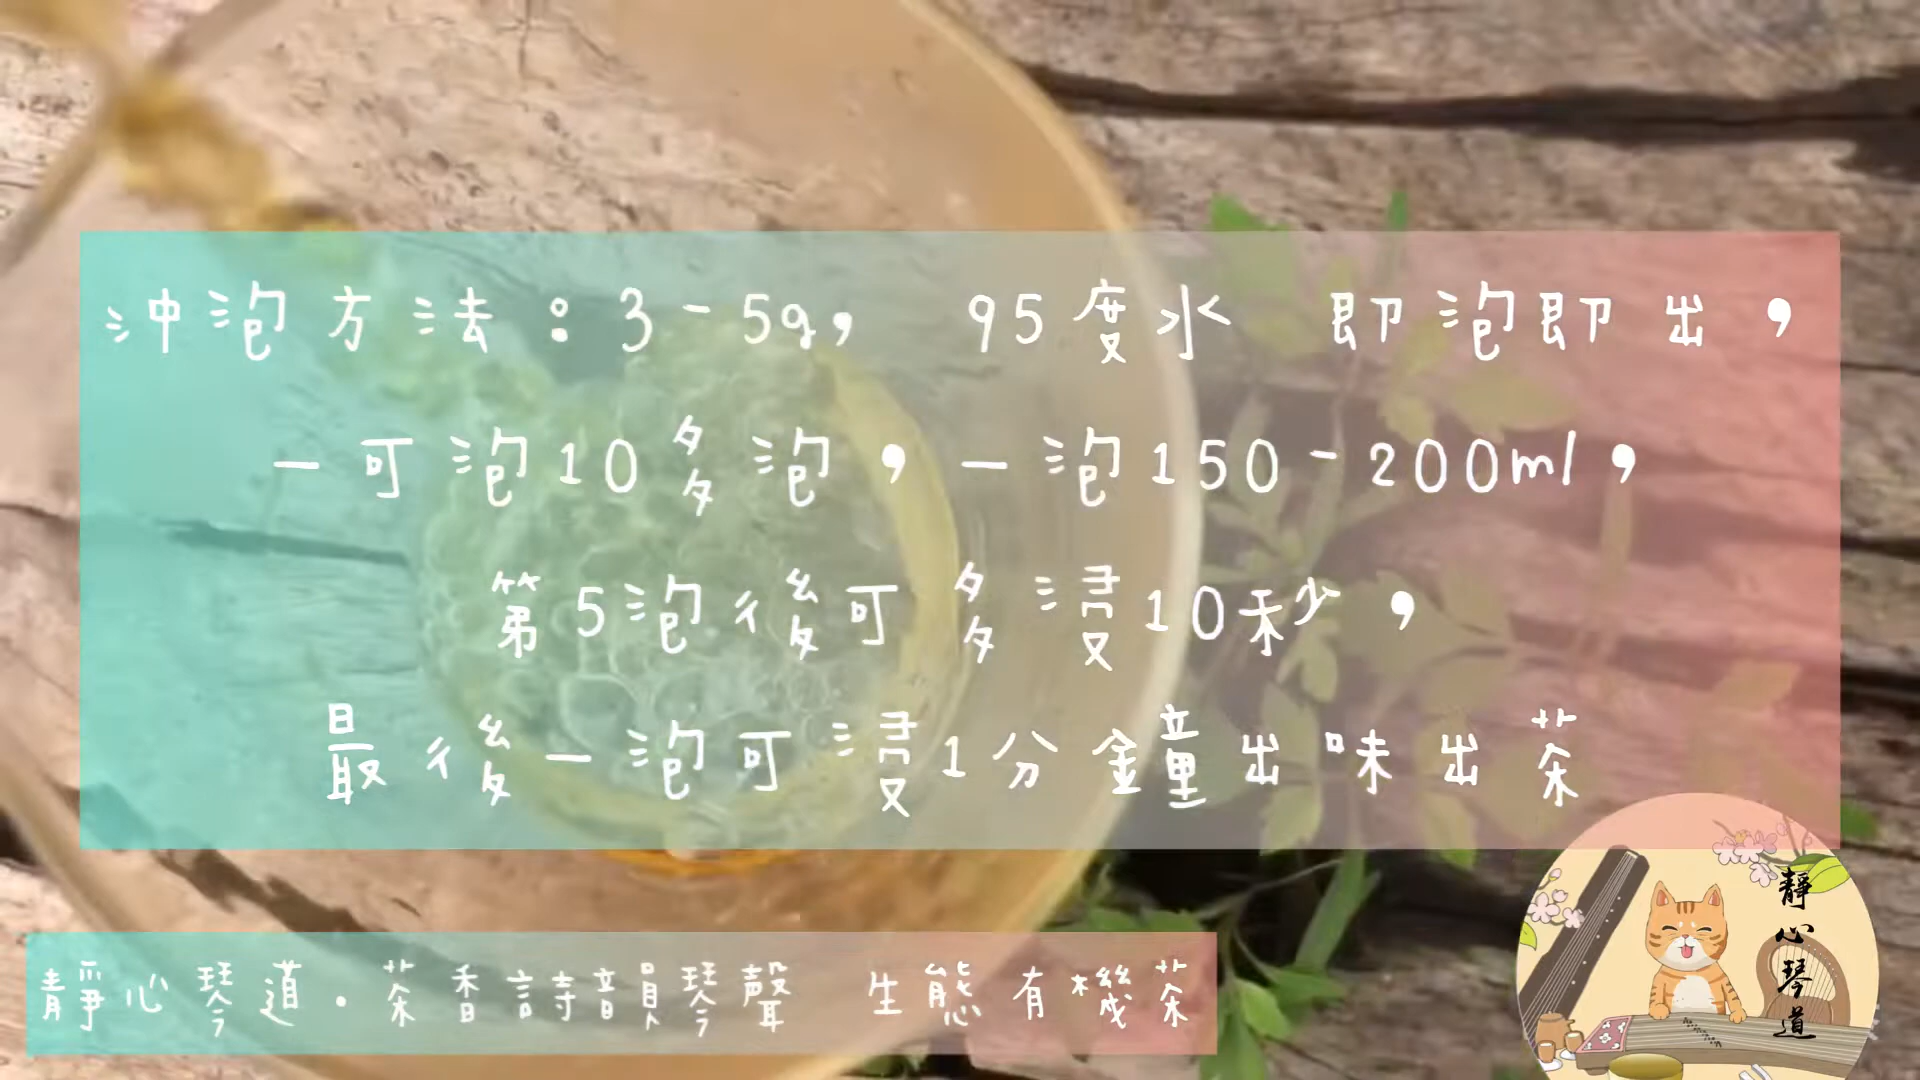 沖泡方法：3-5g， 95度水 即泡即出，
一可泡10多泡，一泡150-200ml，
第5泡後可多浸10秒，
最後一泡可浸1分鐘出味出茶
靜心琴道·茶香詩韻琴聲 生態有機茶
靜心琴道